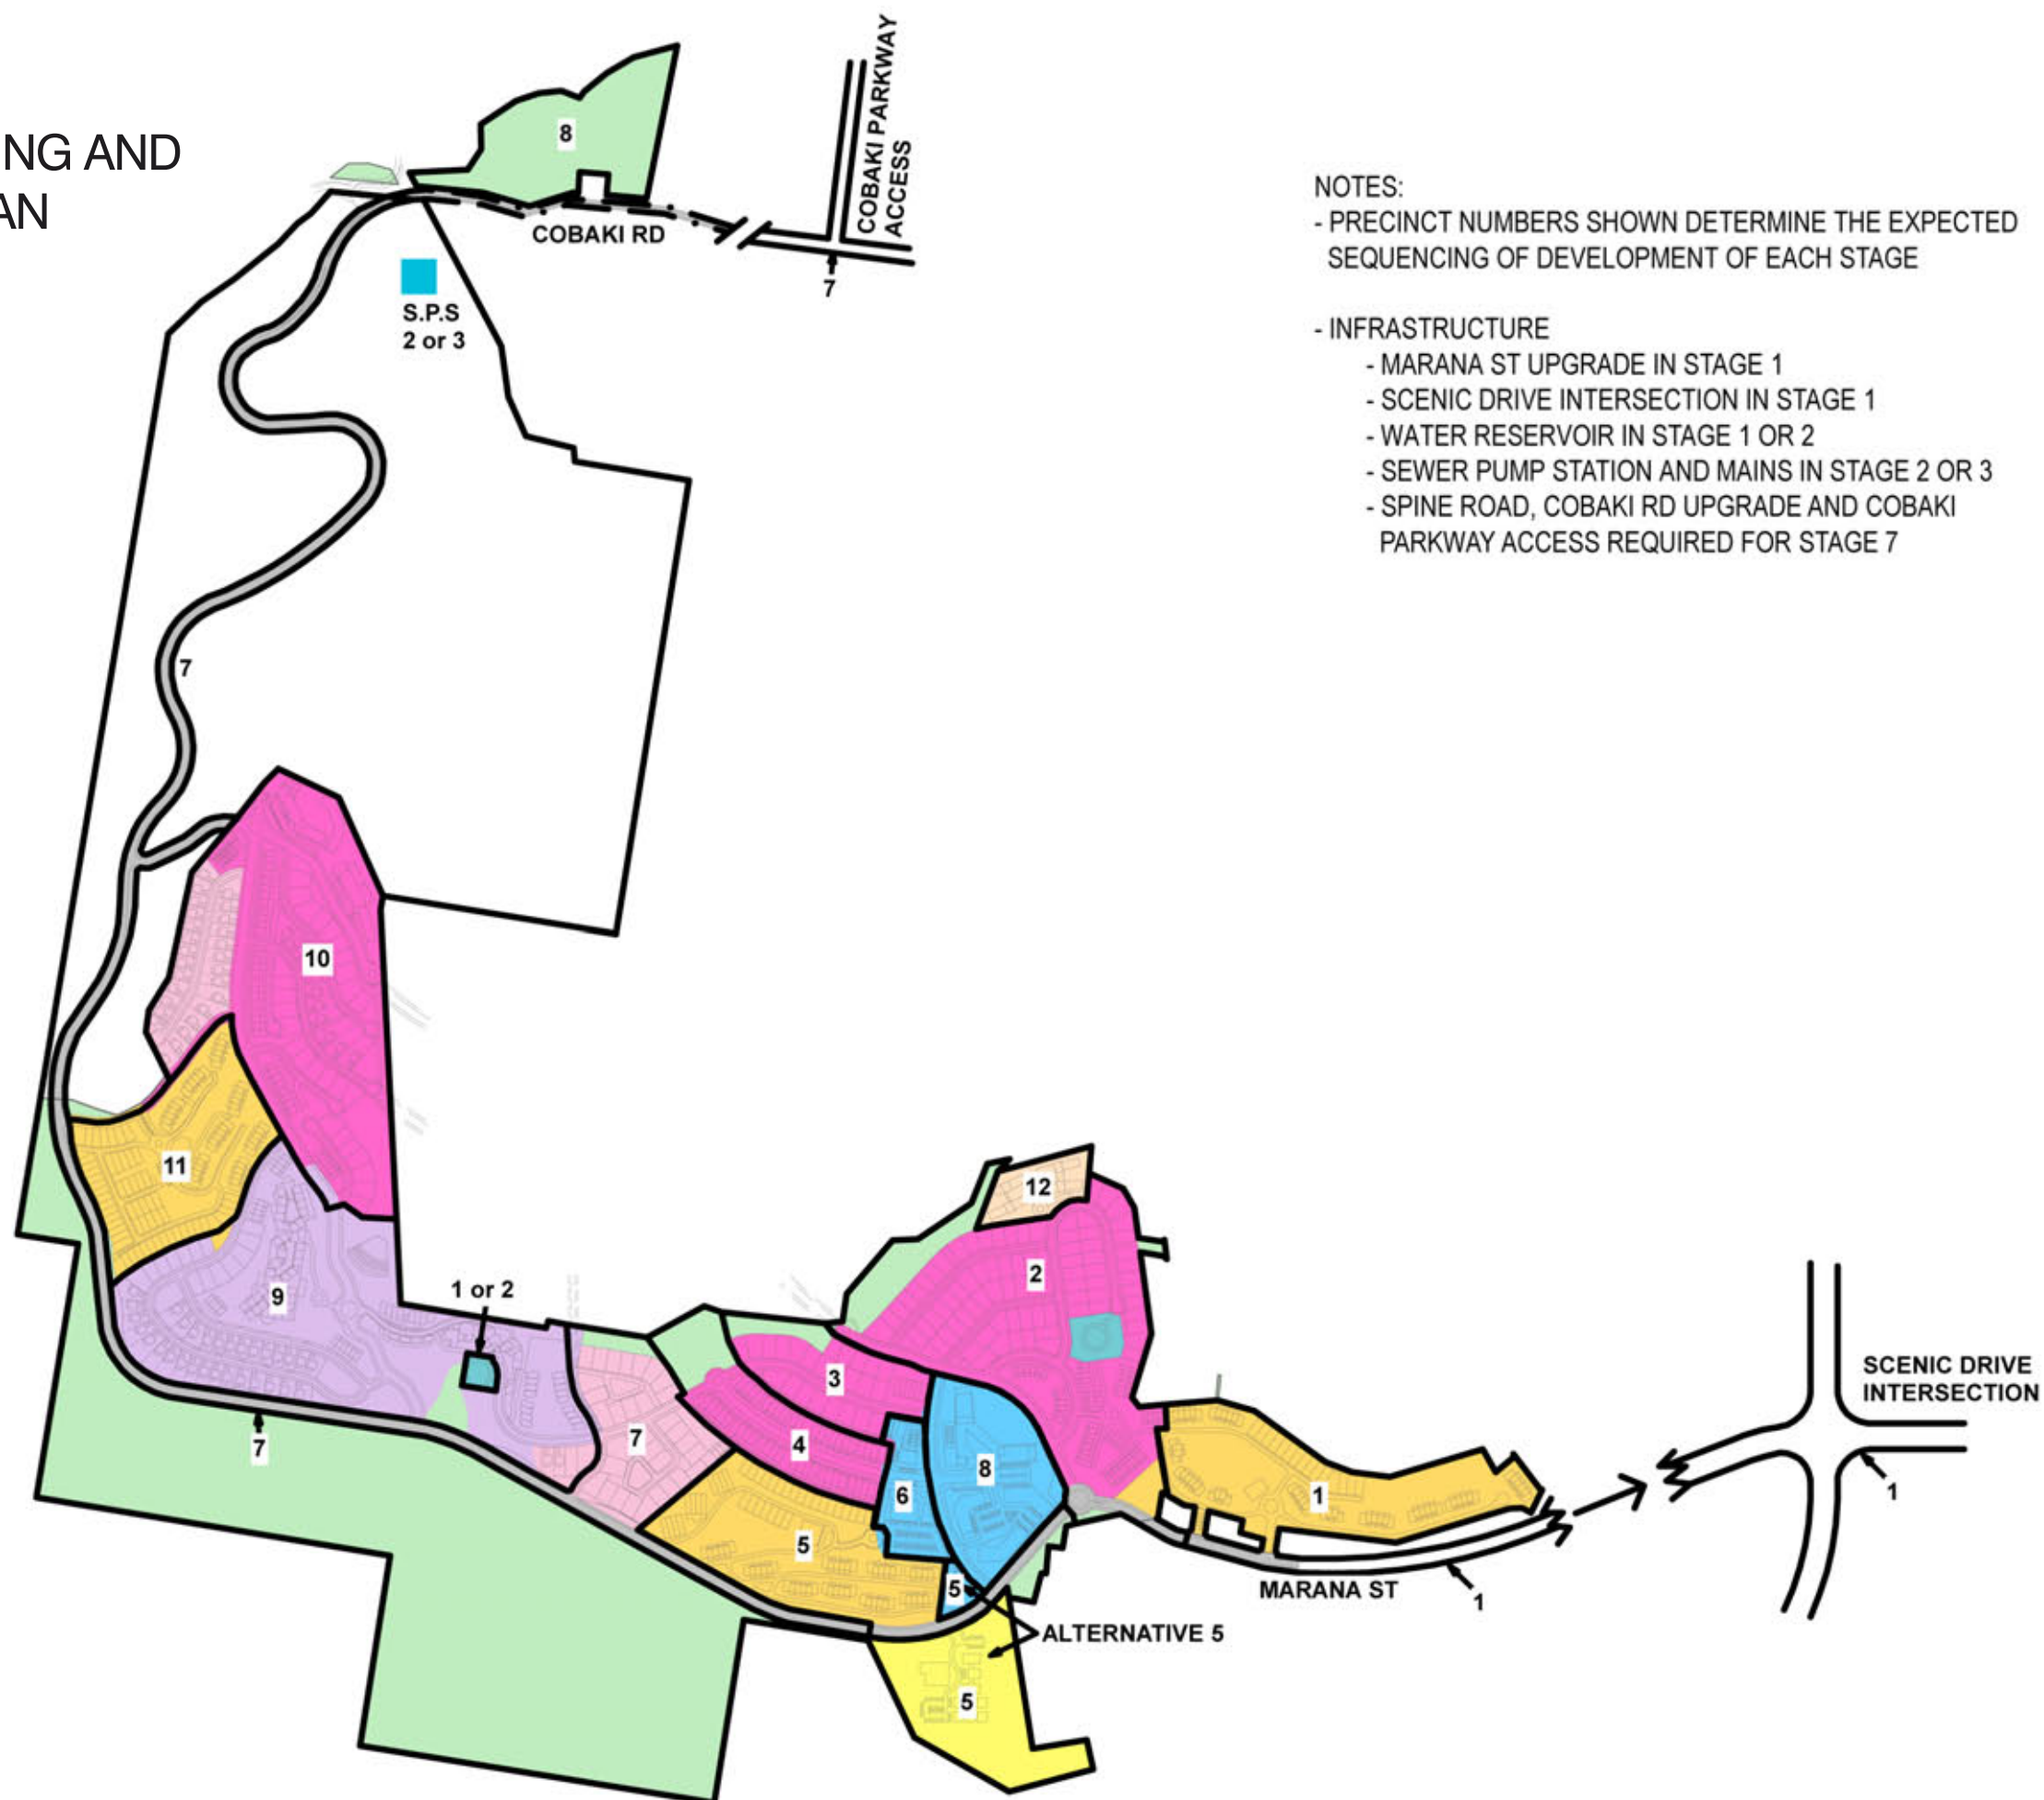 NG AND
AN
8
COBAKI PARKWAY
ACCESS
COBAKI RD
7
S.P.S
2 or 3
NOTES:
- PRECINCT NUMBERS SHOWN DETERMINE THE EXPECTED
SEQUENCING OF DEVELOPMENT OF EACH STAGE
- INFRASTRUCTURE
- MARANA ST UPGRADE IN STAGE 1
- SCENIC DRIVE INTERSECTION IN STAGE 1
- WATER RESERVOIR IN STAGE 1 OR 2
- SEWER PUMP STATION AND MAINS IN STAGE 2 OR 3
- SPINE ROAD, COBAKI RD UPGRADE AND COBAKI
PARKWAY ACCESS REQUIRED FOR STAGE 7
7
10
11
12
2
9
1 or 2
3
7
7
4
8
6
1
5
5
SCENIC DRIVE
INTERSECTION
1
MARANA ST
1
ALTERNATIVE 5
5